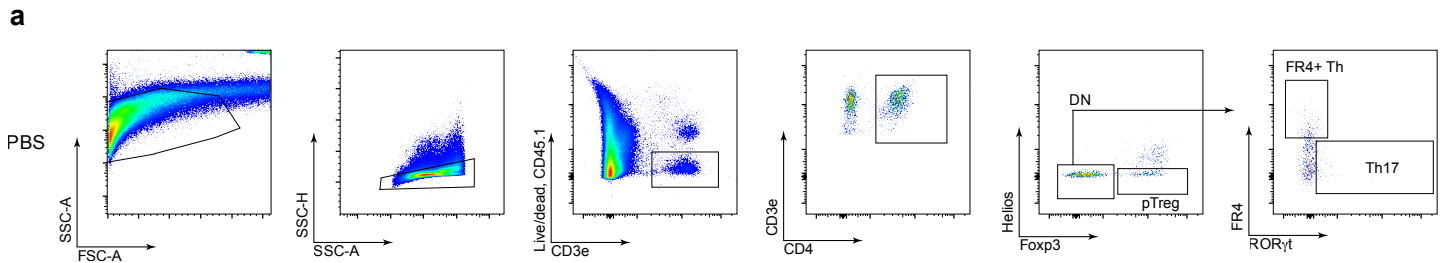 a
PBS
SSC-A
FSC-A
SSC-H
SSC-A
Live/dead, CD45.1
CD3e
CD3e
CD4
DN
pTreg
Helios
Foxp3
FR4+ Th
Th17
FR4
RORγt